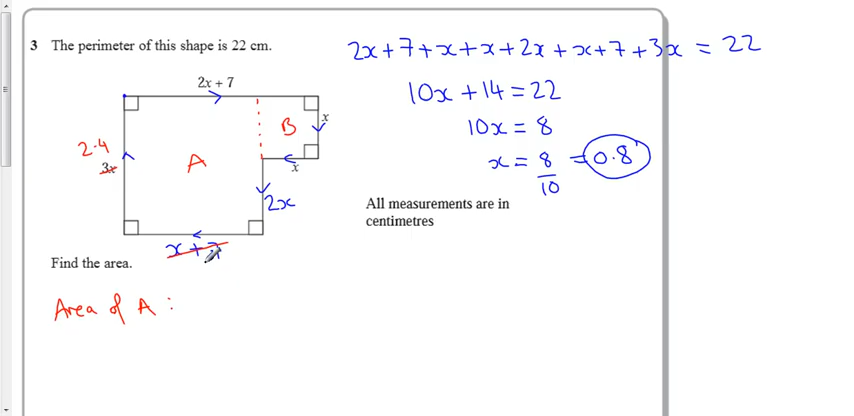 3 The perimeter of this shape is 22 cm.
2x+7+x+x+2x+x+7+3x = 22
2x + 7
10x + 14 = 22
x
B
10x = 8
2.4
3x
A
x
x = 8/10 = 0.8
2x
All measurements are in
centimetres
x + 7
Find the area.
Area of A :